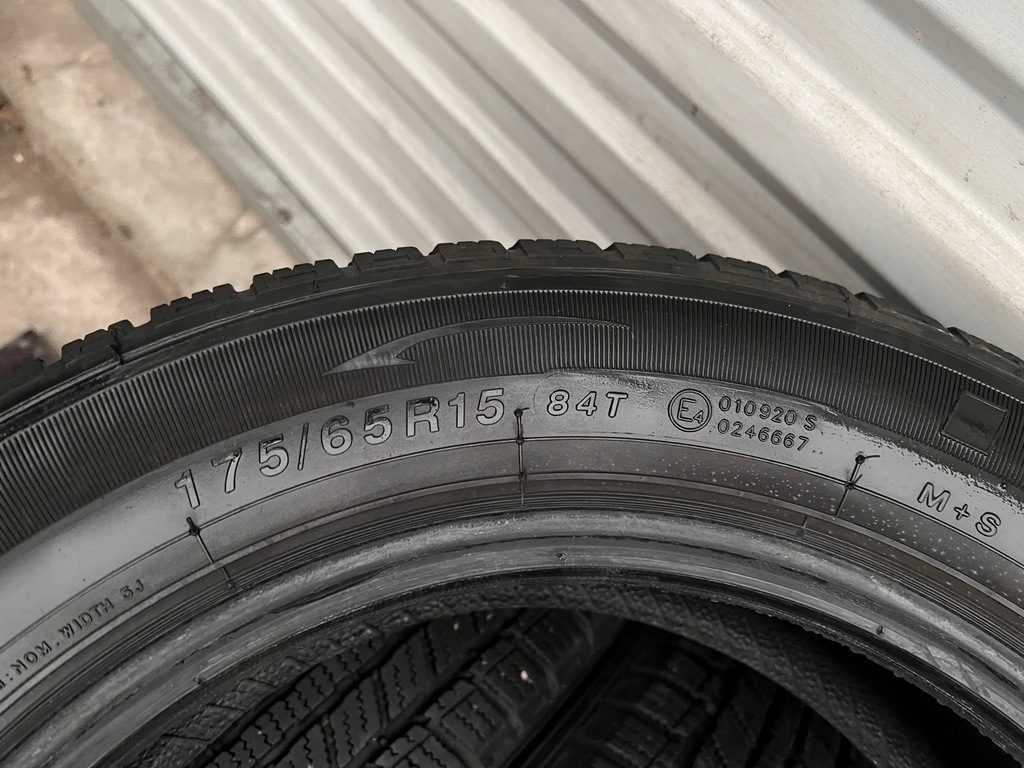 175/65R15 84T
E4
010920 S
0246667
M+S
: NOM. WIDTH 5J